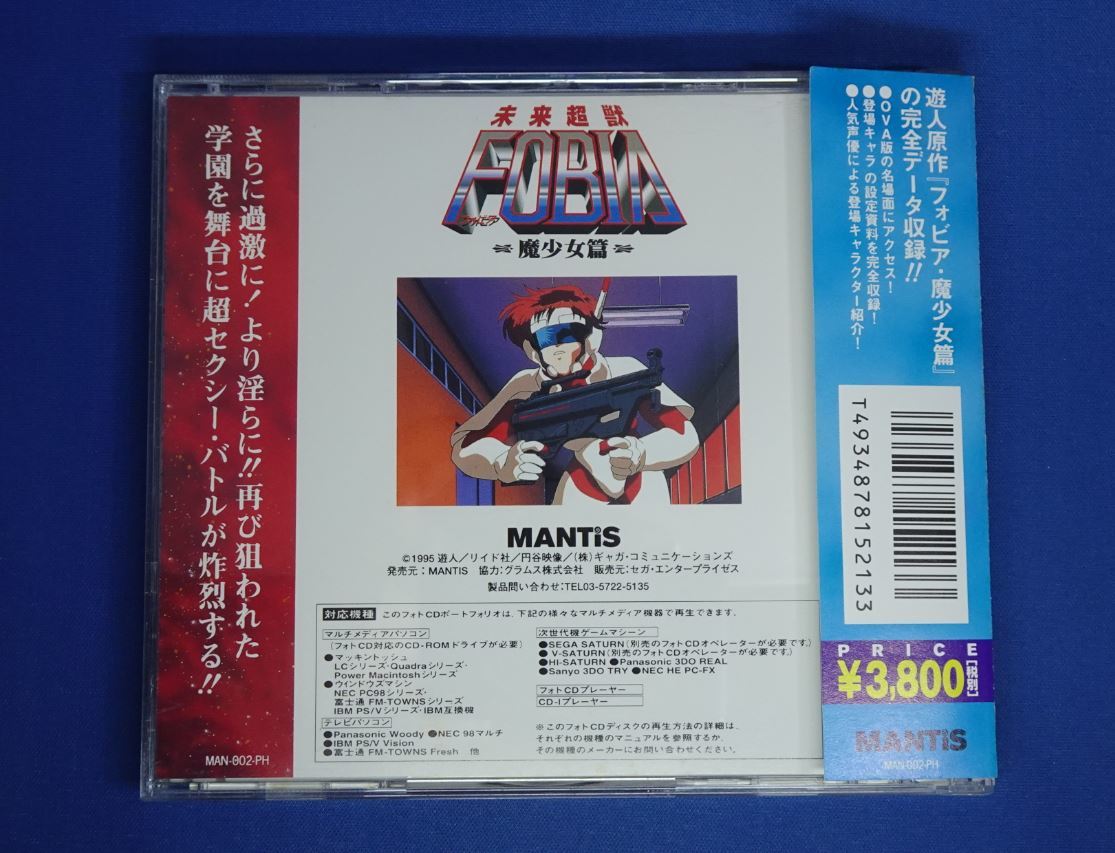 さらに過激に！より淫らに!!再び狙われた
学園を舞台に超セクシー・バトルが炸烈する!!
MAN-002-PH
未来超獣
FOBIA
フォビア
魔少女篇
MANTiS
©1995 遊人／リイド社／円谷映像／(株)ギャガ・コミュニケーションズ
発売元：MANTIS 協力：グラムス株式会社 販売元：セガ・エンタープライゼス
製品問い合わせ：TEL03-5722-5135
対応機種 このフォトCDポートフォリオは、下記の様々なマルチメディア機器で再生できます。
マルチメディアパソコン
(フォトCD対応のCD-ROMドライブが必要)
●マッキントッシュ
LCシリーズ・Quadraシリーズ・
Power Macintoshシリーズ
●ウインドウズマシン
NEC PC98シリーズ・
富士通 FM-TOWNSシリーズ
IBM PS/Vシリーズ・IBM互換機
テレビパソコン
●Panasonic Woody ●NEC 98マルチ
●IBM PS/V Vision
●富士通 FM-TOWNS Fresh 他
次世代機ゲームマシーン
●SEGA SATURN(別売のフォトCDオペレーターが必要です)
●V-SATURN(別売のフォトCDオペレーターが必要です)
●HI-SATURN ●Panasonic 3DO REAL
●Sanyo 3DO TRY ●NEC HE PC-FX
フォトCDプレーヤー
CD-Iプレーヤー
※このフォトCDディスクの再生方法の詳細は、
それぞれの機種のマニュアルを参照するか、
その機種のメーカーにお問い合わせください。
遊人原作『フォビア・魔少女篇』
の完全データ収録!!
●OVA版の名場面にアクセス！
●登場キャラの設定資料を完全収録！
●人気声優による登場キャラクター紹介！
T4934878152133
PRICE
¥3,800[税別]
MANTiS
MAN-002-PH